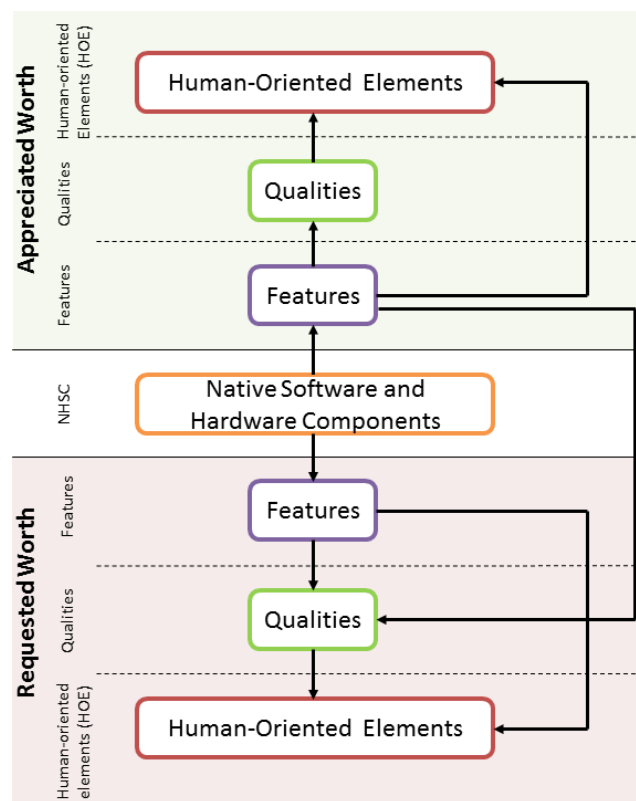 Appreciated Worth
Human-oriented
Elements (HOE)
Human-Oriented Elements
Qualities
Qualities
Features
Features
NHSC
Native Software and
Hardware Components
Requested Worth
Features
Features
Qualities
Qualities
Human-oriented
elements (HOE)
Human-Oriented Elements